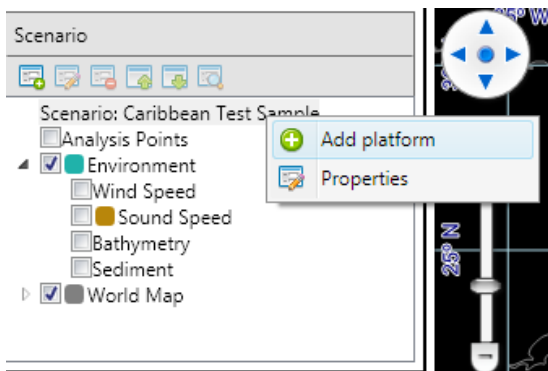 Scenario
Scenario: Caribbean Test Sample
Analysis Points
Environment
Wind Speed
Sound Speed
Bathymetry
Sediment
World Map
Add platform
Properties
25° N